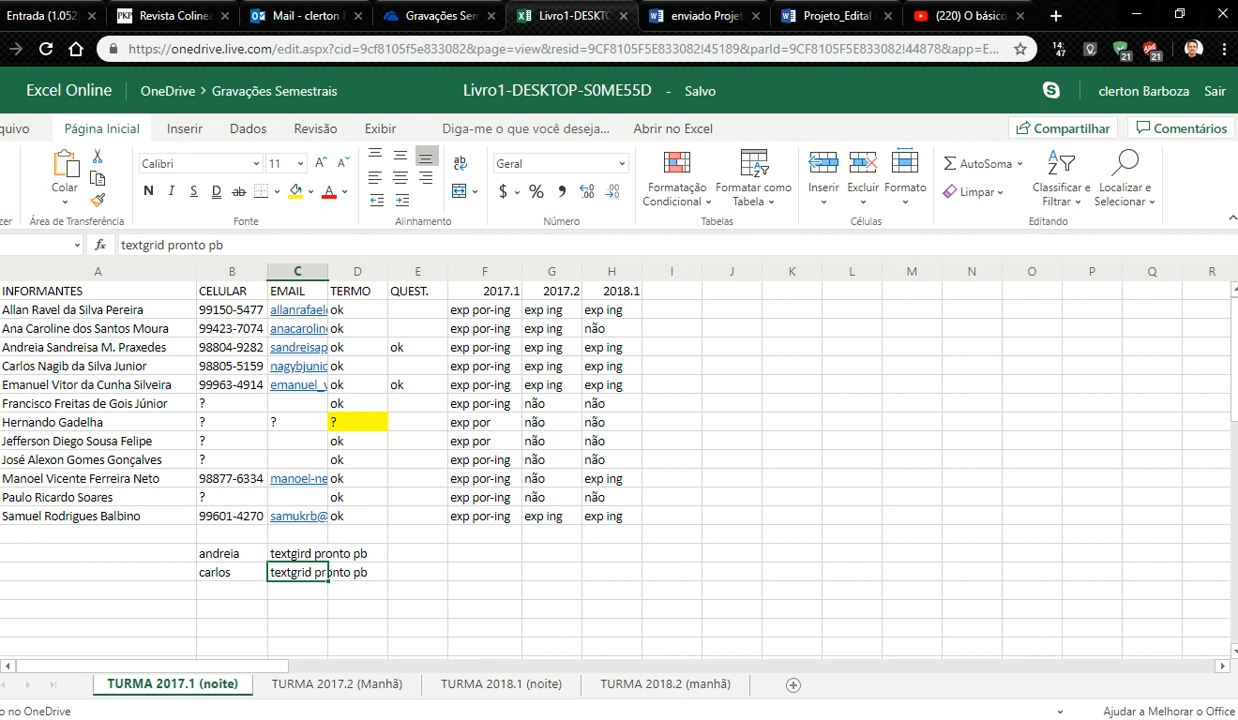 Entrada (1.052
Revista Colinea
Mail - clerton
Gravações Sem
Livro1-DESKTO
enviado Projet
Projeto_Edital
(220) O básico
https://onedrive.live.com/edit.aspx?cid=9cf8105f5e833082&page=view&resid=9CF8105F5E833082!45189&parId=9CF8105F5E833082!44878&app=E...
14:
47
21
21
Excel Online
OneDrive > Gravações Semestrais
Livro1-DESKTOP-S0ME55D - Salvo
clerton Barboza
Sair
quivo
Página Inicial
Inserir
Dados
Revisão
Exibir
Diga-me o que você deseja...
Abrir no Excel
Compartilhar
Comentários
Colar
Calibri
11
N I S D ab
Geral
$ %
Formatação Condicional
Formatar como Tabela
Inserir
Excluir
Formato
AutoSoma
Limpar
Classificar e Filtrar
Localizar e Selecionar
zer
Área de Transferência
Fonte
Alinhamento
Número
Tabelas
Células
Editando
fx textgrid pronto pb
A B C D E F G H I J K L M N O P Q R
INFORMANTES CELULAR EMAIL TERMO QUEST. 2017.1 2017.2 2018.1
Allan Ravel da Silva Pereira 99150-5477 allanrafael ok exp por-ing exp ing exp ing
Ana Caroline dos Santos Moura 99423-7074 anacaroline ok exp por-ing exp ing não
Andreia Sandreisa M. Praxedes 98804-9282 sandreisap ok ok exp por-ing exp ing exp ing
Carlos Nagib da Silva Junior 98805-5159 nagybjunio ok exp por-ing exp ing exp ing
Emanuel Vitor da Cunha Silveira 99963-4914 emanuel_v ok ok exp por-ing exp ing exp ing
Francisco Freitas de Gois Júnior ? ok exp por-ing não não
Hernando Gadelha ? ? ? exp por não não
Jefferson Diego Sousa Felipe ? ok exp por não não
José Alexon Gomes Gonçalves ? ok exp por-ing não não
Manoel Vicente Ferreira Neto 98877-6334 manoel-ne ok exp por-ing não exp ing
Paulo Ricardo Soares ? ok exp por-ing não não
Samuel Rodrigues Balbino 99601-4270 samukrb@ ok exp por-ing exp ing exp ing
andreia textgird pronto pb
carlos textgrid pronto pb
TURMA 2017.1 (noite)
TURMA 2017.2 (Manhã)
TURMA 2018.1 (noite)
TURMA 2018.2 (manhã)
o no OneDrive
Ajudar a Melhorar o Office